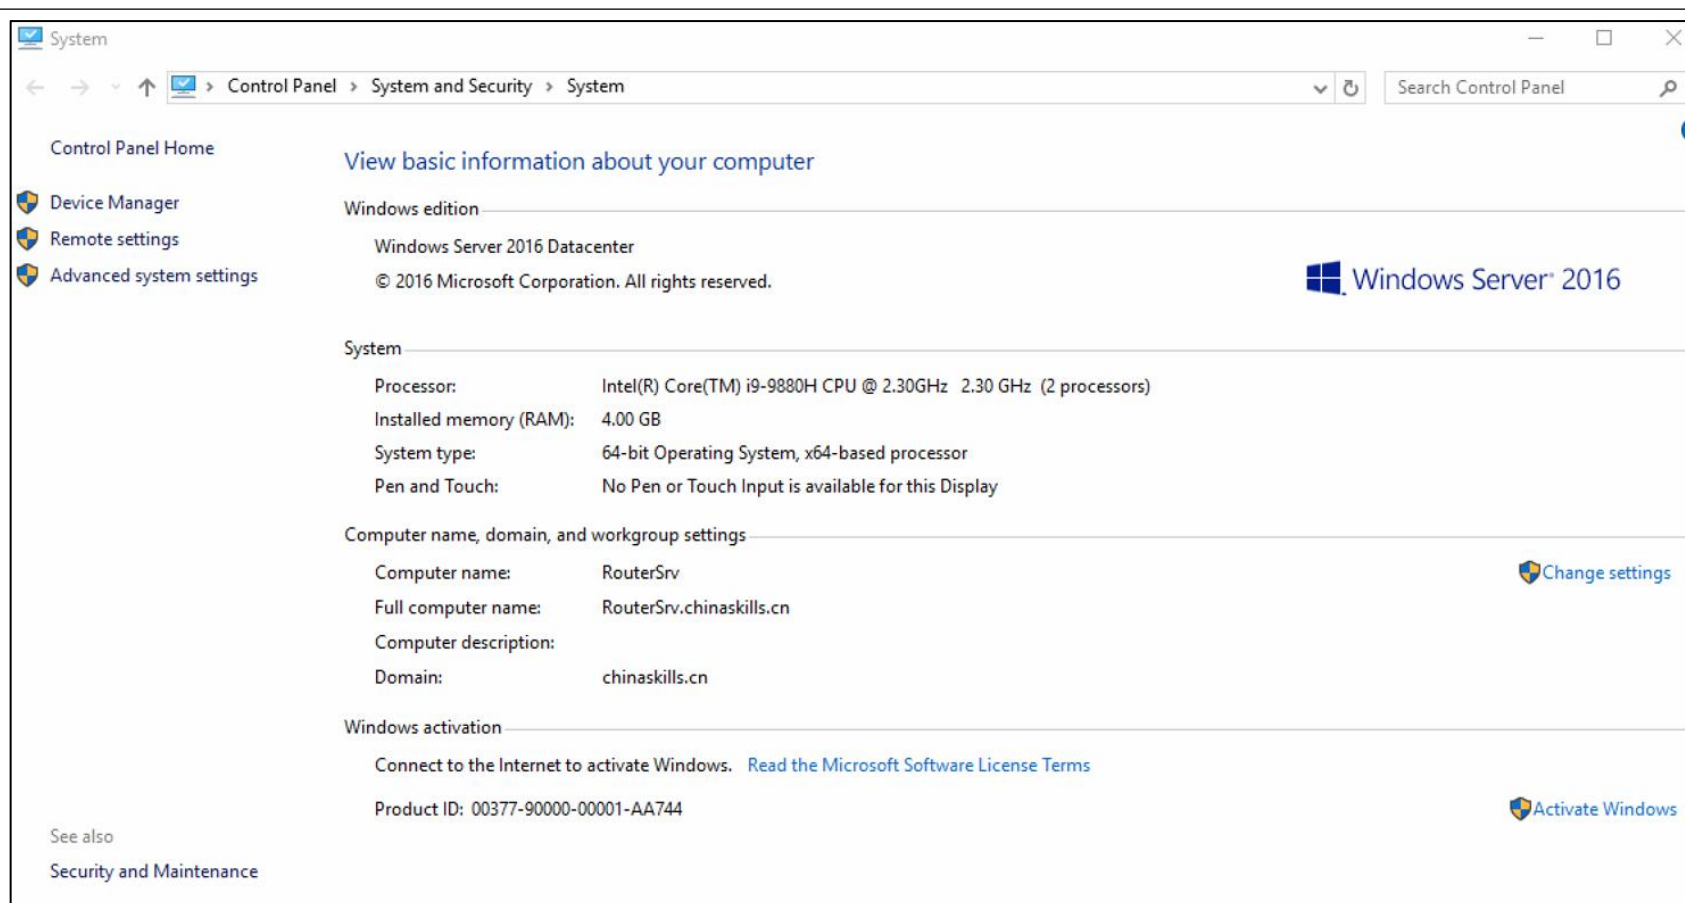 System
Control Panel > System and Security > System
Search Control Panel
Control Panel Home
Device Manager
Remote settings
Advanced system settings
View basic information about your computer
Windows edition
Windows Server 2016 Datacenter
© 2016 Microsoft Corporation. All rights reserved.
Windows Server® 2016
System
Processor: Intel(R) Core(TM) i9-9880H CPU @ 2.30GHz 2.30 GHz (2 processors)
Installed memory (RAM): 4.00 GB
System type: 64-bit Operating System, x64-based processor
Pen and Touch: No Pen or Touch Input is available for this Display
Computer name, domain, and workgroup settings
Computer name: RouterSrv
Change settings
Full computer name: RouterSrv.chinaskills.cn
Computer description:
Domain: chinaskills.cn
Windows activation
Connect to the Internet to activate Windows. Read the Microsoft Software License Terms
Product ID: 00377-90000-00001-AA744
Activate Windows
See also
Security and Maintenance